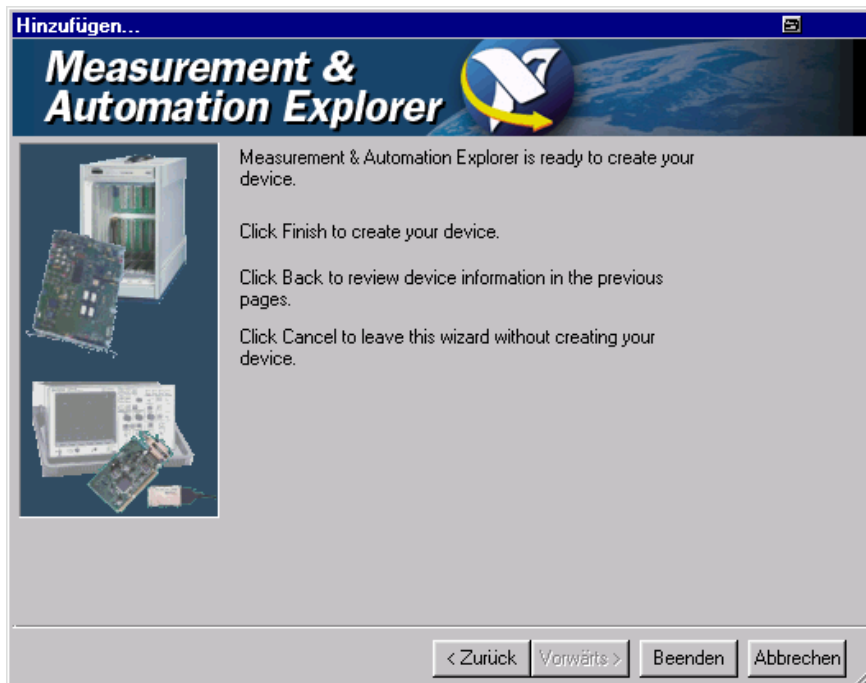 Hinzufügen...
Measurement &
Automation Explorer
Measurement & Automation Explorer is ready to create your
device.
Click Finish to create your device.
Click Back to review device information in the previous
pages.
Click Cancel to leave this wizard without creating your
device.
< Zurück
Vorwärts >
Beenden
Abbrechen